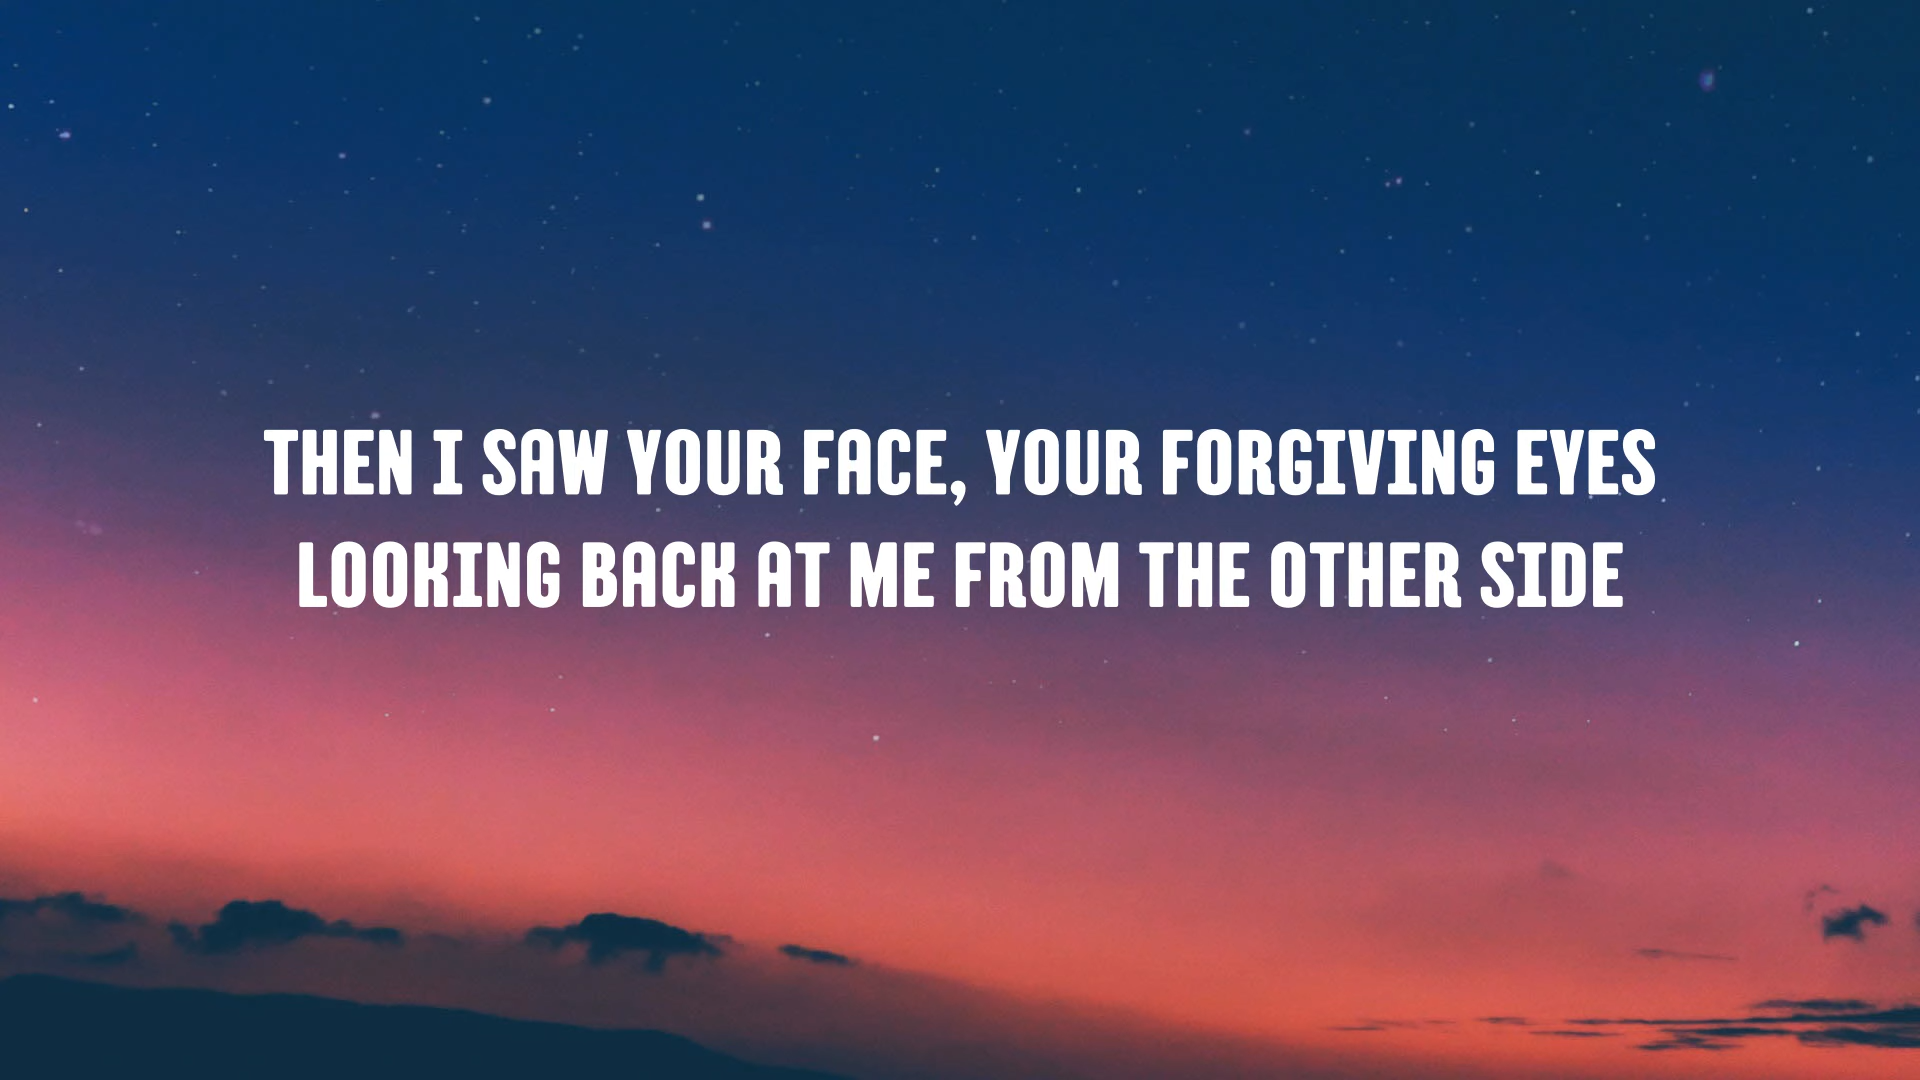 THEN I SAW YOUR FACE, YOUR FORGIVING EYES
LOOKING BACK AT ME FROM THE OTHER SIDE